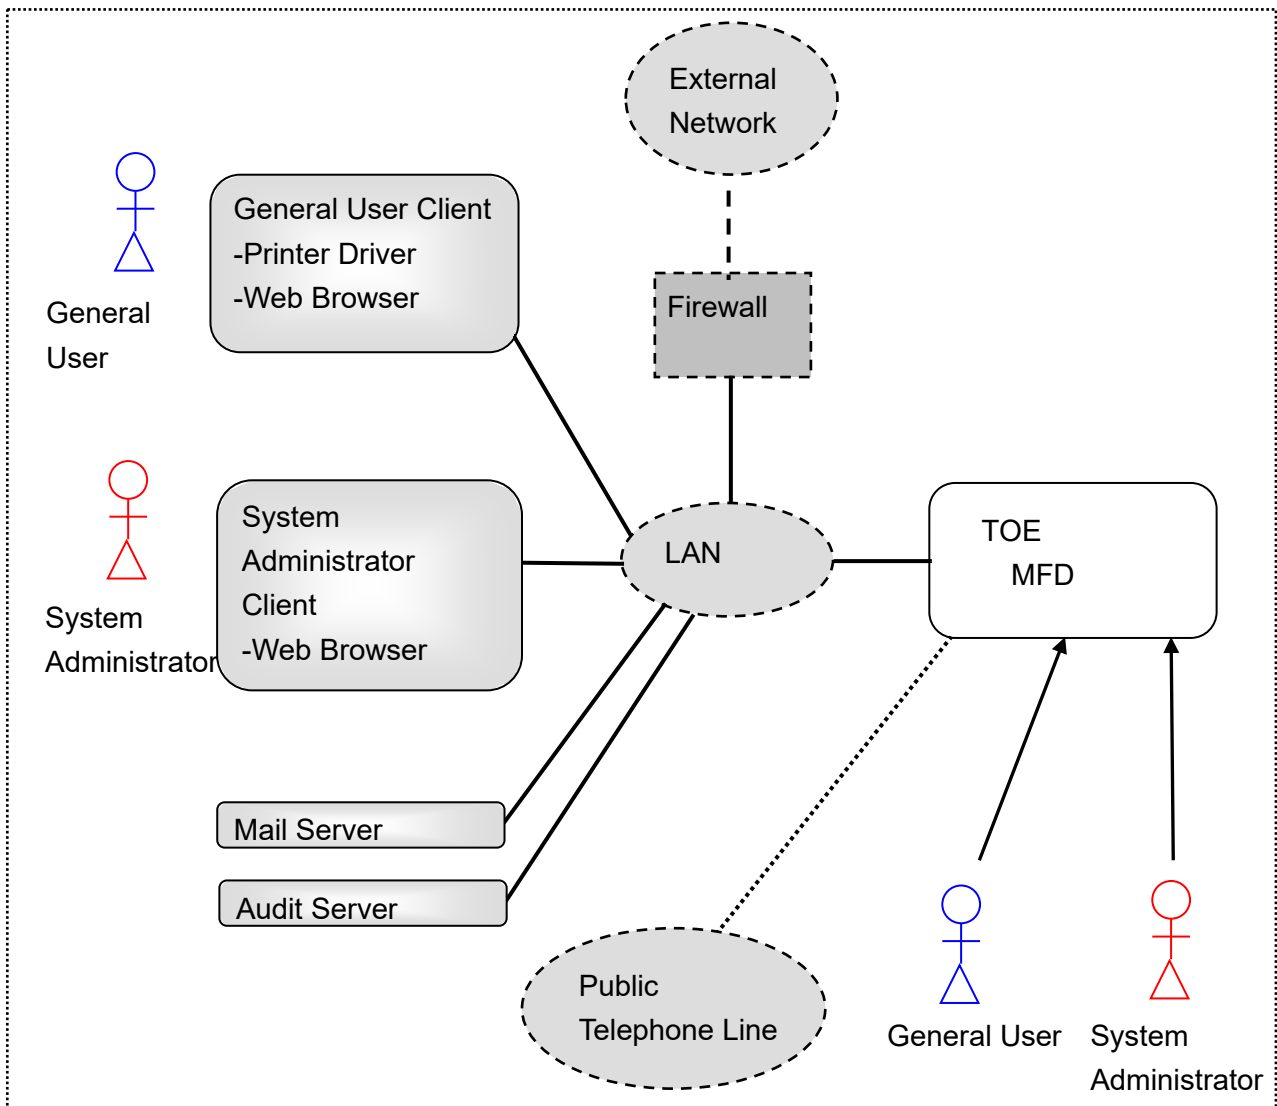 External
Network
General User Client
-Printer Driver
-Web Browser
General
User
Firewall
System
Administrator
Client
-Web Browser
System
Administrator
LAN
TOE
MFD
Mail Server
Audit Server
Public
Telephone Line
General User
System
Administrator